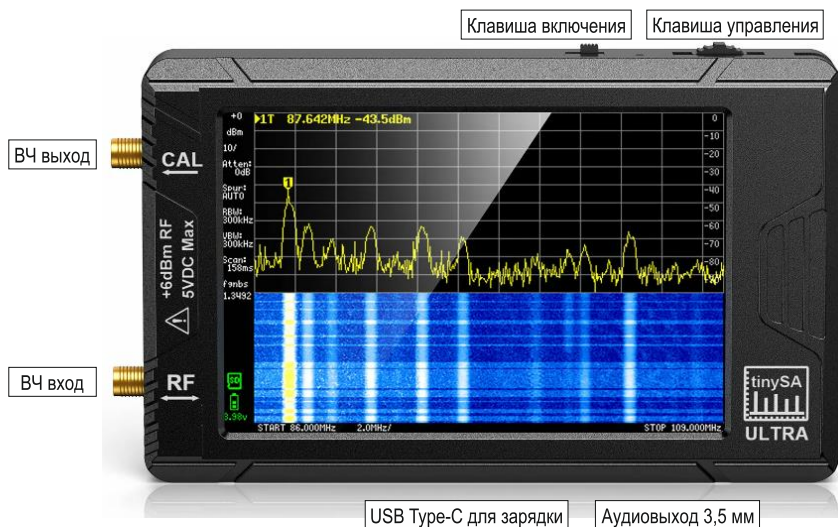 Клавиша включения
Клавиша управления
ВЧ выход
CAL
+6dBm RF
5VDC Max
ВЧ вход
RF
+0
dBm
10/
Atten:
0dB
Spur:
AUTO
RBW:
300kHz
VBW:
300kHz
Scan:
158ms
fqmbs
1.3492
SD
3.98v
1T 87.642MHz -43.5dBm
1
0
-10
-20
-30
-40
-50
-60
-70
-80
START 86.000MHz 2.0MHz/ STOP 109.000MHz
tinySA
ULTRA
USB Type-C для зарядки
Аудиовыход 3,5 мм